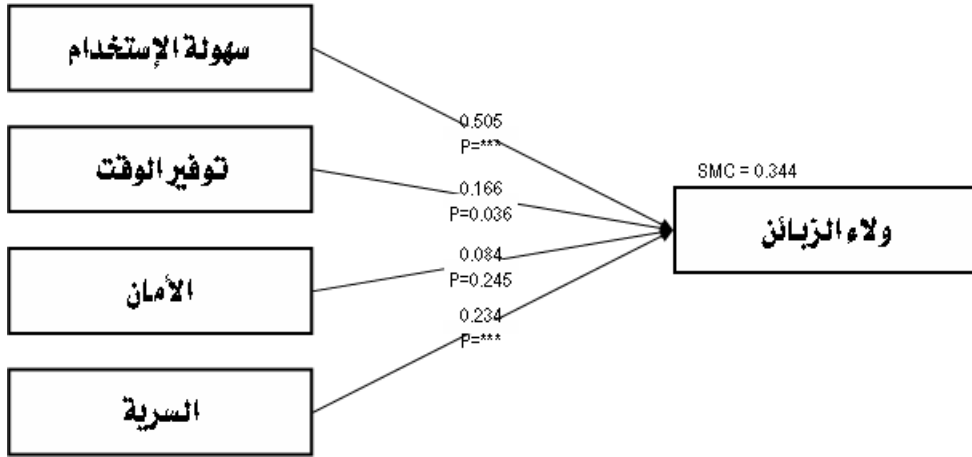 سهولة الإستخدام
0.505
P=***
توفير الوقت
0.166
P=0.036
SMC = 0.344
ولاء الزبائن
الأمان
0.084
P=0.245
السرية
0.234
P=***